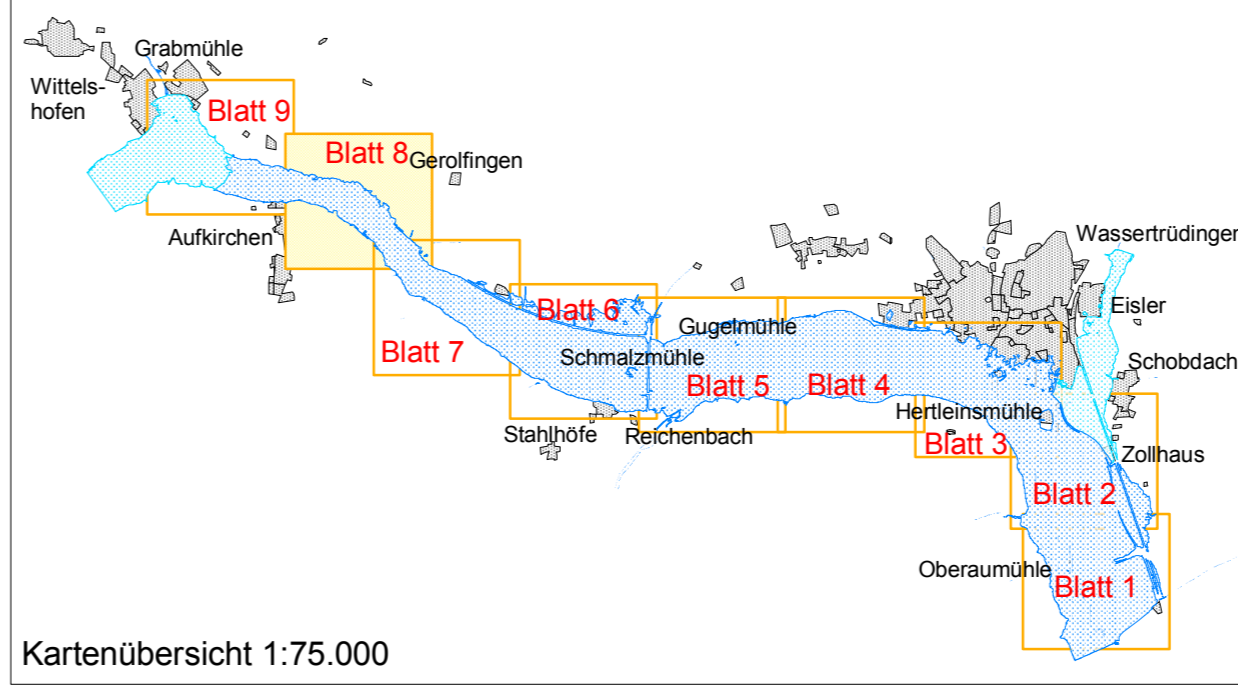 Grabmühle
Wittels-
hofen
Blatt 9
Blatt 8
Gerolfingen
Aufkirchen
Wassertrüdinger
Eisler
Blatt 6
Gugelmühle
Blatt 7
Schmalzmühle
Schobdach
Blatt 5
Blatt 4
Hertleinsmühle
Stahlhöfe
Reichenbach
Blatt 3
Zollhaus
Blatt 2
Oberaumühle
Blatt 1
Kartenübersicht 1:75.000